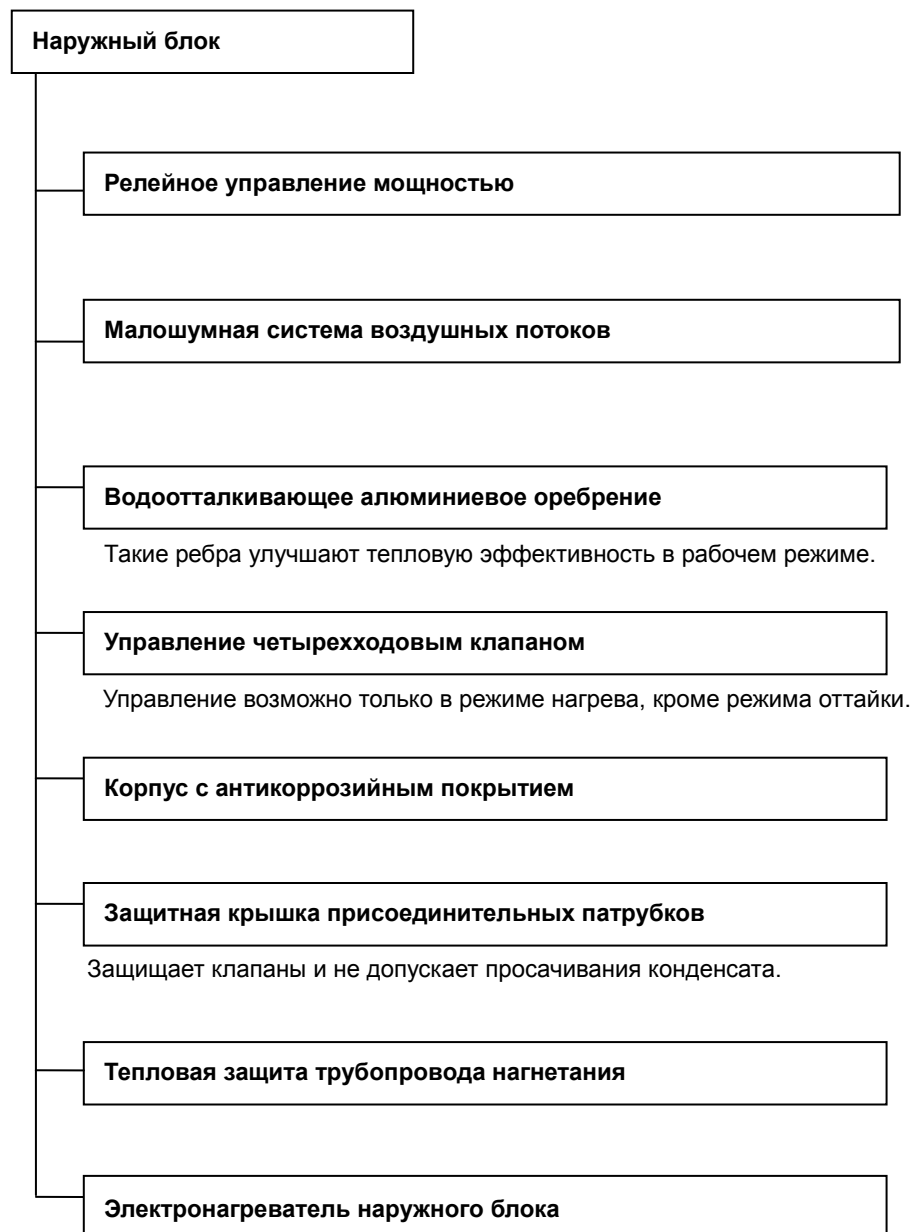 Наружный блок
Релейное управление мощностью
Малошумная система воздушных потоков
Водоотталкивающее алюминиевое оребрение
Такие ребра улучшают тепловую эффективность в рабочем режиме.
Управление четырехходовым клапаном
Управление возможно только в режиме нагрева, кроме режима оттайки.
Корпус с антикоррозийным покрытием
Защитная крышка присоединительных патрубков
Защищает клапаны и не допускает просачивания конденсата.
Тепловая защита трубопровода нагнетания
Электронагреватель наружного блока